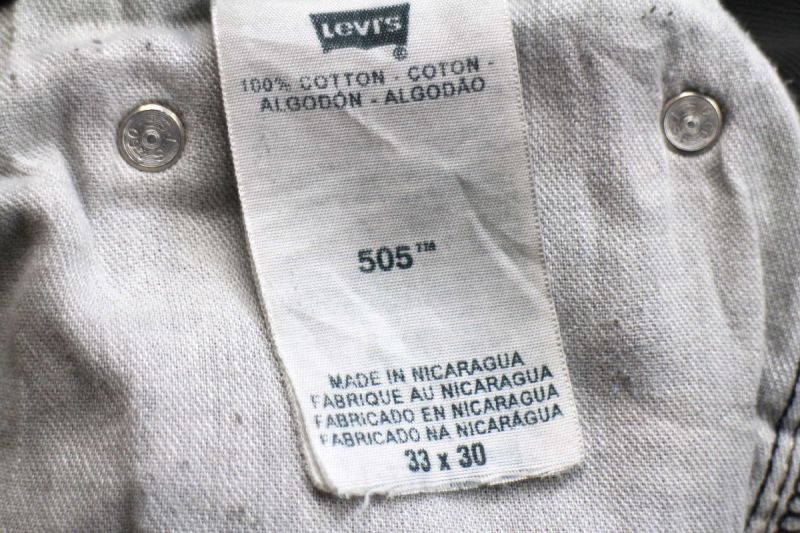 Levi's
®
100% COTTON - COTON -
ALGODÓN - ALGODÃO
505™
MADE IN NICARAGUA
FABRIQUE AU NICARAGUA
FABRICADO EN NICARAGUA
FABRICADO NA NICARÁGUA
33 x 30